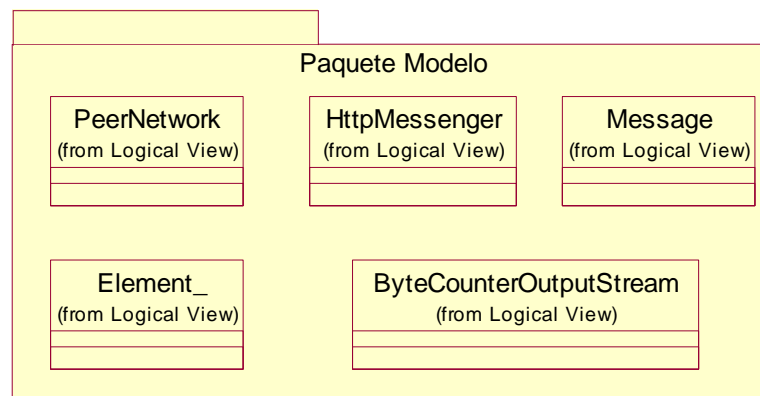 Paquete Modelo
PeerNetwork
(from Logical View)
HttpMessenger
(from Logical View)
Message
(from Logical View)
Element_
(from Logical View)
ByteCounterOutputStream
(from Logical View)